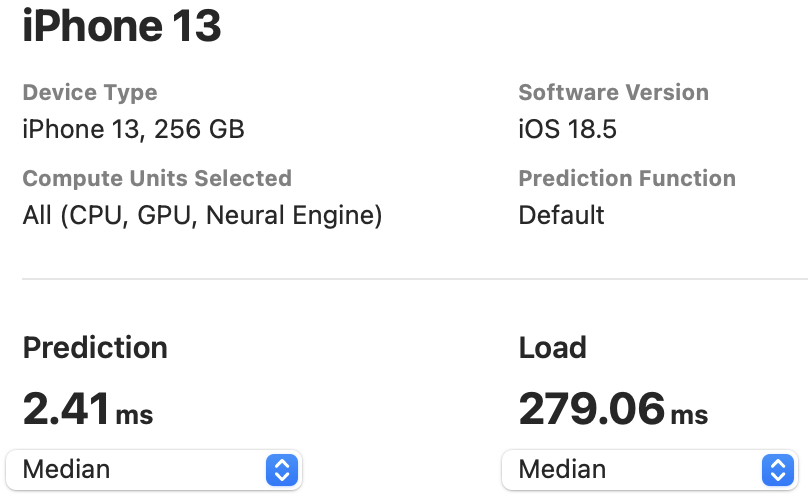 iPhone 13
Device Type
iPhone 13, 256 GB
Software Version
iOS 18.5
Compute Units Selected
All (CPU, GPU, Neural Engine)
Prediction Function
Default
Prediction
2.41 ms
Median
Load
279.06 ms
Median